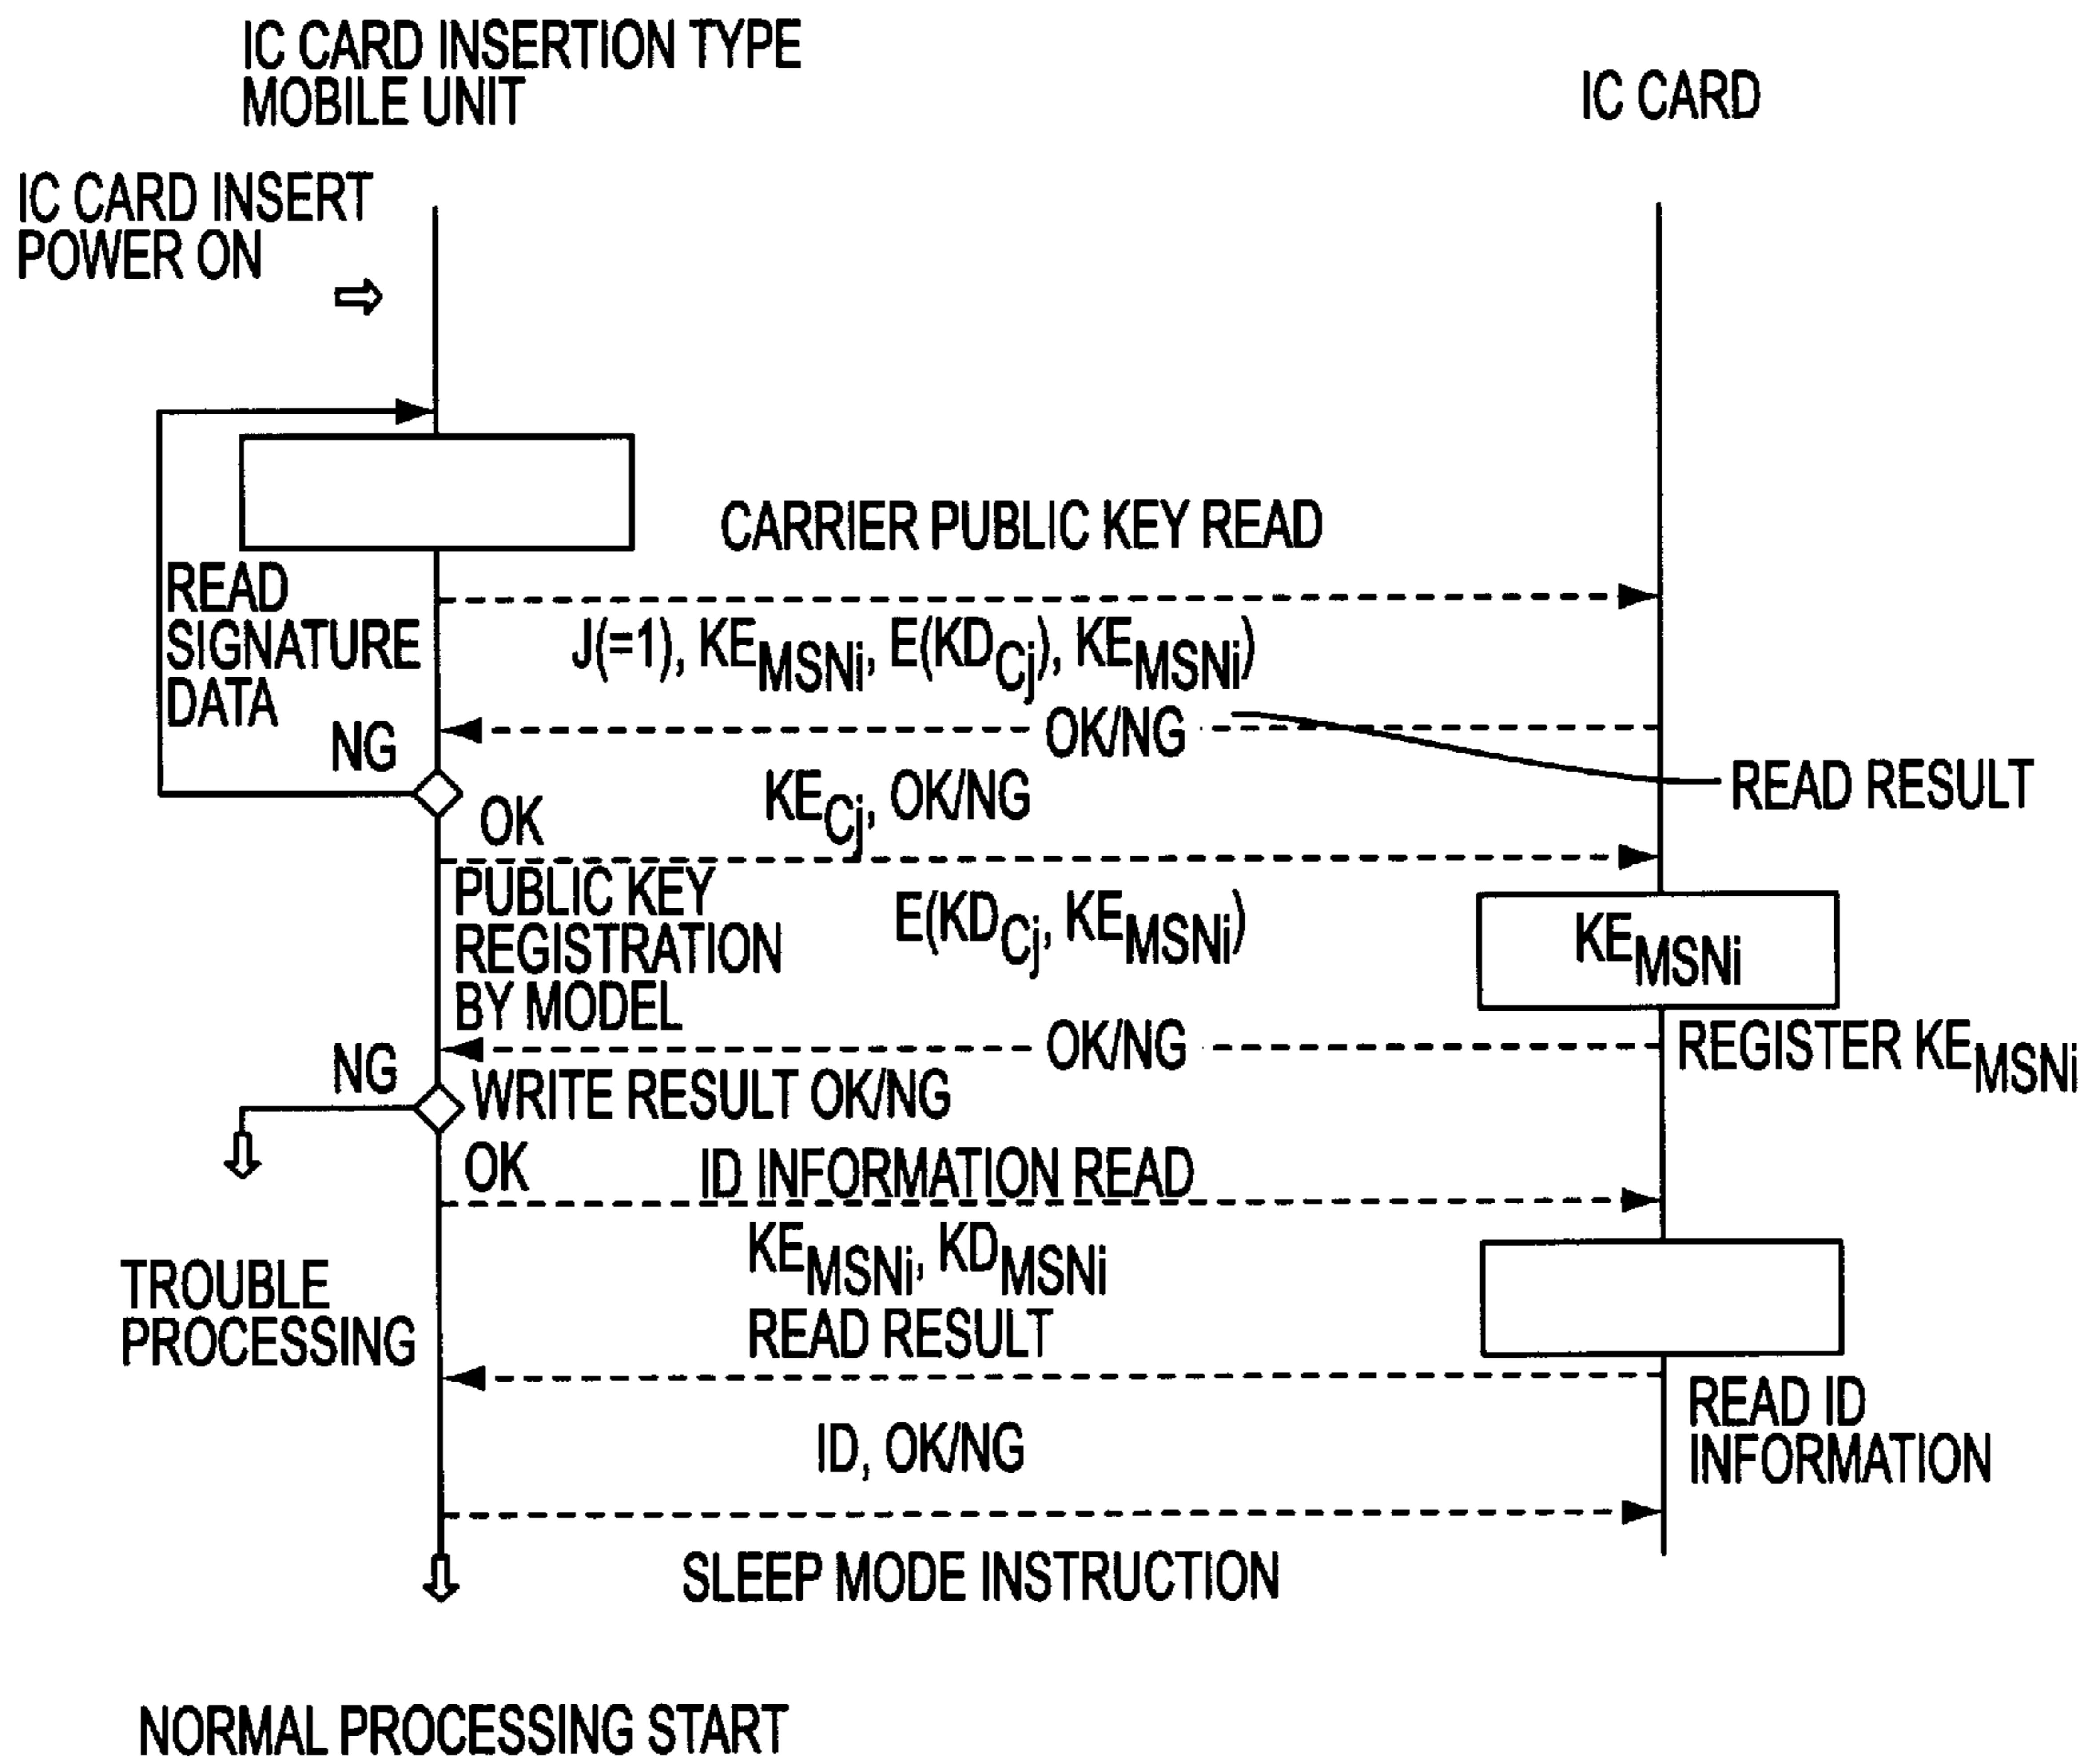 IC CARD INSERTION TYPE
MOBILE UNIT
IC CARD
IC CARD INSERT
POWER ON
CARRIER PUBLIC KEY READ
READ
SIGNATURE
DATA
J(=1), KEMSNi, E(KDCj), KEMSNi)
NG
OK/NG
READ RESULT
KECj, OK/NG
OK
PUBLIC KEY
REGISTRATION
BY MODEL
E(KDCj, KEMSNi)
KEMSNi
OK/NG
REGISTER KEMSNi
NG
WRITE RESULT OK/NG
OK
ID INFORMATION READ
KEMSNi, KDMSNi
READ RESULT
TROUBLE
PROCESSING
READ ID
INFORMATION
ID, OK/NG
SLEEP MODE INSTRUCTION
NORMAL PROCESSING START